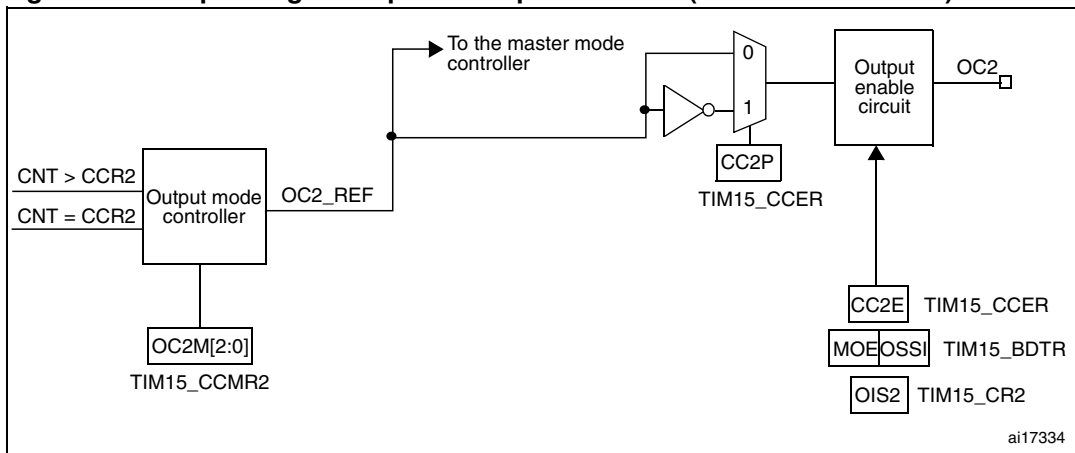 To the master mode
controller
0
1
Output
enable
circuit
OC2
CC2P
TIM15_CCER
CNT > CCR2
CNT = CCR2
Output mode
controller
OC2_REF
OC2M[2:0]
TIM15_CCMR2
CC2E TIM15_CCER
MOE OSSI TIM15_BDTR
OIS2 TIM15_CR2
ai17334